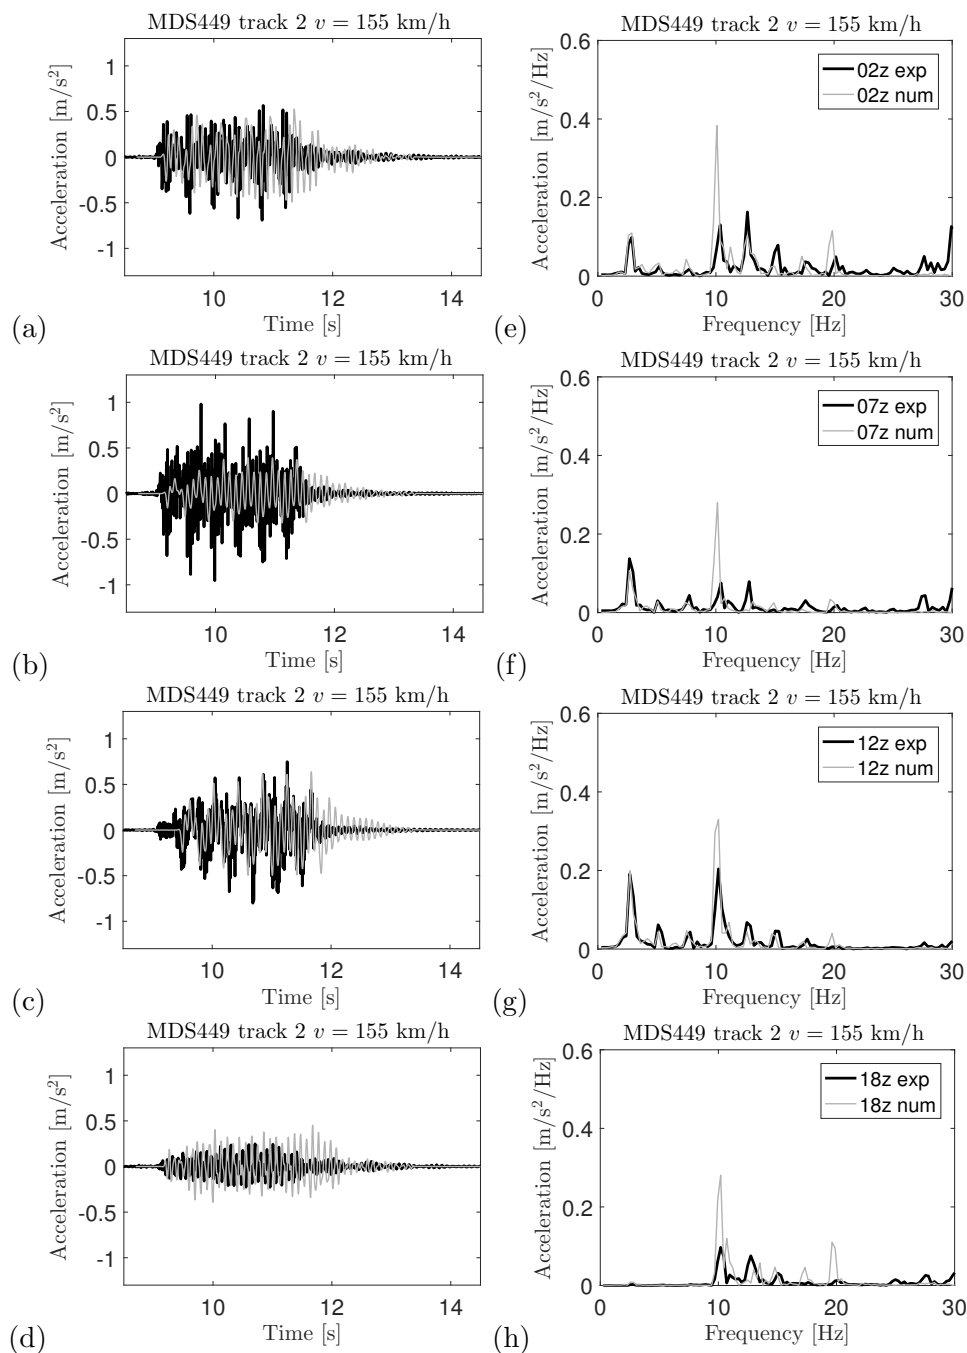 MDS449 track 2 v = 155 km/h
Acceleration [m/s²]
1
0.5
0
-0.5
-1
10
12
14
Time [s]
(a)
MDS449 track 2 v = 155 km/h
Acceleration [m/s²/Hz]
0.6
0.4
0.2
0
0
10
20
30
02z exp
02z num
Frequency [Hz]
(e)
MDS449 track 2 v = 155 km/h
Acceleration [m/s²]
1
0.5
0
-0.5
-1
10
12
14
Time [s]
(b)
MDS449 track 2 v = 155 km/h
Acceleration [m/s²/Hz]
0.6
0.4
0.2
0
0
10
20
30
07z exp
07z num
Frequency [Hz]
(f)
MDS449 track 2 v = 155 km/h
Acceleration [m/s²]
1
0.5
0
-0.5
-1
10
12
14
Time [s]
(c)
MDS449 track 2 v = 155 km/h
Acceleration [m/s²/Hz]
0.6
0.4
0.2
0
0
10
20
30
12z exp
12z num
Frequency [Hz]
(g)
MDS449 track 2 v = 155 km/h
Acceleration [m/s²]
1
0.5
0
-0.5
-1
10
12
14
Time [s]
(d)
MDS449 track 2 v = 155 km/h
Acceleration [m/s²/Hz]
0.6
0.4
0.2
0
0
10
20
30
18z exp
18z num
Frequency [Hz]
(h)